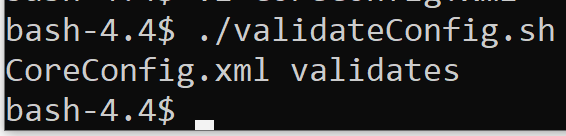 bash-4.4$ ./validateConfig.sh
CoreConfig.xml validates
bash-4.4$